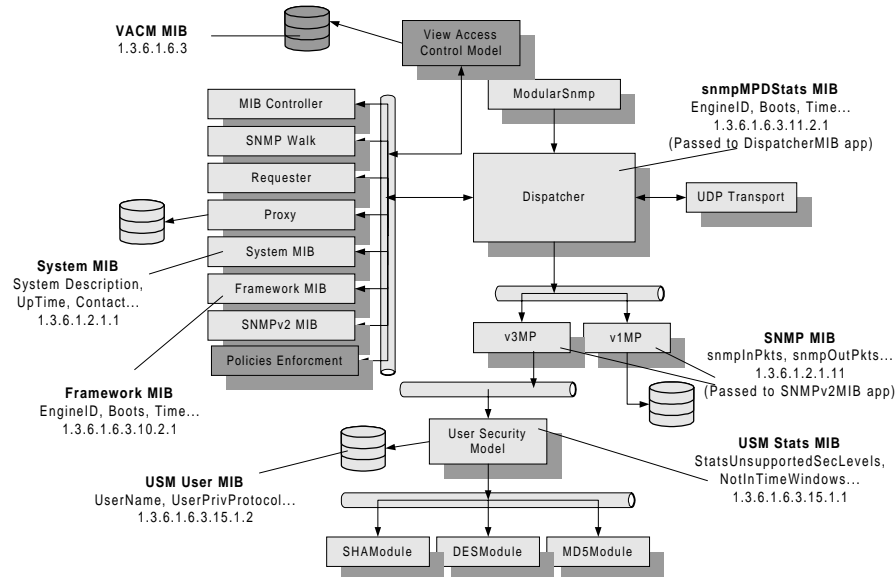 VACM MIB
1.3.6.1.6.3
View Access
Control Model
ModularSnmp
snmpMPDStats MIB
EngineID, Boots, Time...
1.3.6.1.6.3.11.2.1
(Passed to DispatcherMIB app)
MIB Controller
SNMP Walk
Requester
Proxy
System MIB
Framework MIB
SNMPv2 MIB
Policies Enforcment
Dispatcher
UDP Transport
System MIB
System Description,
UpTime, Contact...
1.3.6.1.2.1.1
v3MP
v1MP
SNMP MIB
snmpInPkts, snmpOutPkts...
1.3.6.1.2.1.11
(Passed to SNMPv2MIB app)
Framework MIB
EngineID, Boots, Time...
1.3.6.1.6.3.10.2.1
User Security
Model
USM Stats MIB
StatsUnsupportedSecLevels,
NotInTimeWindows...
1.3.6.1.6.3.15.1.1
USM User MIB
UserName, UserPrivProtocol...
1.3.6.1.6.3.15.1.2
SHAModule
DESModule
MD5Module